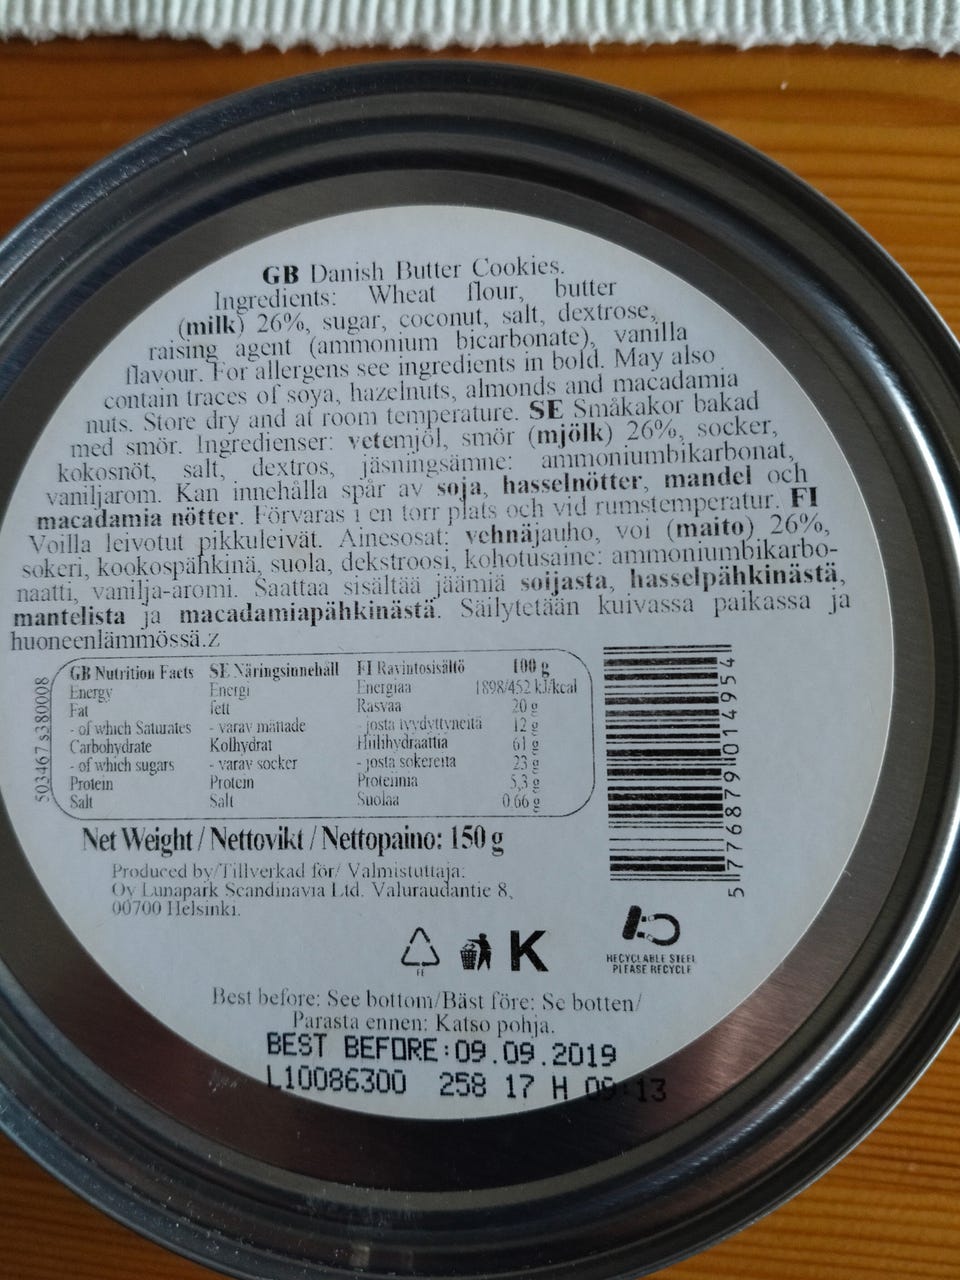 GB Danish Butter Cookies.
Ingredients: Wheat flour, butter
(milk) 26%, sugar, coconut, salt, dextrose,
raising agent (ammonium bicarbonate), vanilla
flavour. For allergens see ingredients in bold. May also
contain traces of soya, hazelnuts, almonds and macadamia
nuts. Store dry and at room temperature. SE Småkakor bakad
med smör. Ingredienser: vetemjöl, smör (mjölk) 26%, socker,
kokosnöt, salt, dextros, jäsningsämne: ammoniumbikarbonat,
vaniljarom. Kan innehålla spår av soja, hasselnötter, mandel och
macadamia nötter. Förvaras i en torr plats och vid rumstemperatur. FI
Voilla leivotut pikkuleivät. Ainesosat: vehnäjauho, voi (maito) 26%,
sokeri, kookospähkinä, suola, dekstroosi, kohotusaine: ammoniumbikarbo-
naatti, vanilja-aromi. Saattaa sisältää jäämiä soijasta, hasselpähkinästä,
mantelista ja macadamiapähkinästä. Säilytetään kuivassa paikassa ja
huoneenlämmössä.z
GB Nutrition Facts SE Näringsinnehåll FI Ravintosisältö 100 g
Energy Energi Energiaa 1898/452 kJ/kcal
Fat fett Rasvaa 20 g
- of which Saturates - varav mättade - josta tyydyttyneitä 12 g
Carbohydrate Kolhydrat Hiilihydraattia 61 g
- of which sugars - varav socker - josta sokereita 23 g
Protein Protein Proteiinia 5,3 g
Salt Salt Suolaa 0,66 g
503467 s380008
5 776879 014954
Net Weight / Nettovikt / Nettopaino: 150 g
Produced by/Tillverkad för/ Valmistuttaja:
Oy Lunapark Scandinavia Ltd. Valuraudantie 8,
00700 Helsinki.
FE
K
RECYCLABLE STEEL
PLEASE RECYCLE
Best before: See bottom/Bäst före: Se botten/
Parasta ennen: Katso pohja.
BEST BEFORE:09.09.2019
L10086300 258 17 H 09:13